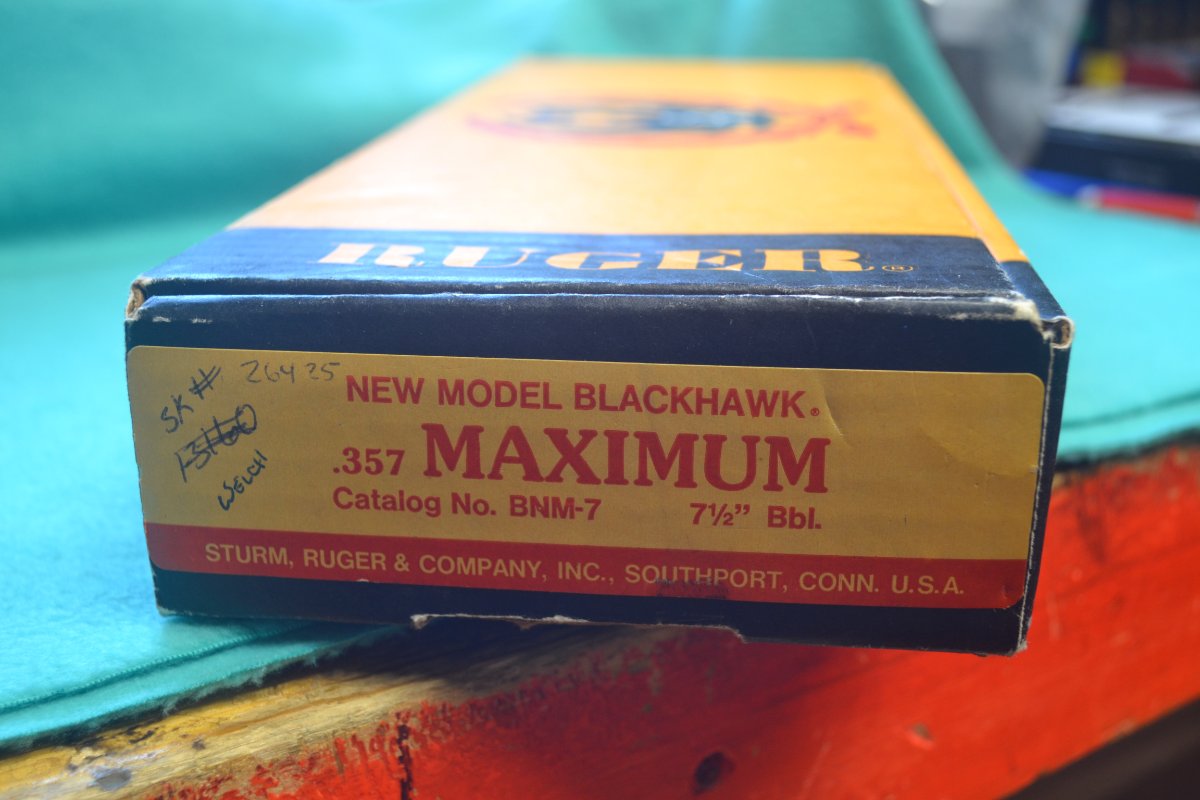 RUGER®
SK # 26425
WELCH
NEW MODEL BLACKHAWK®
.357 MAXIMUM
Catalog No. BNM-7 7½” Bbl.
STURM, RUGER & COMPANY, INC., SOUTHPORT, CONN. U.S.A.